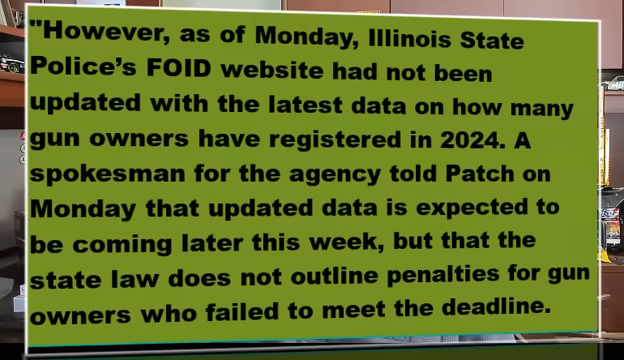 "However, as of Monday, Illinois State
Police’s FOID website had not been
updated with the latest data on how many
gun owners have registered in 2024. A
spokesman for the agency told Patch on
Monday that updated data is expected to
be coming later this week, but that the
state law does not outline penalties for gun
owners who failed to meet the deadline.